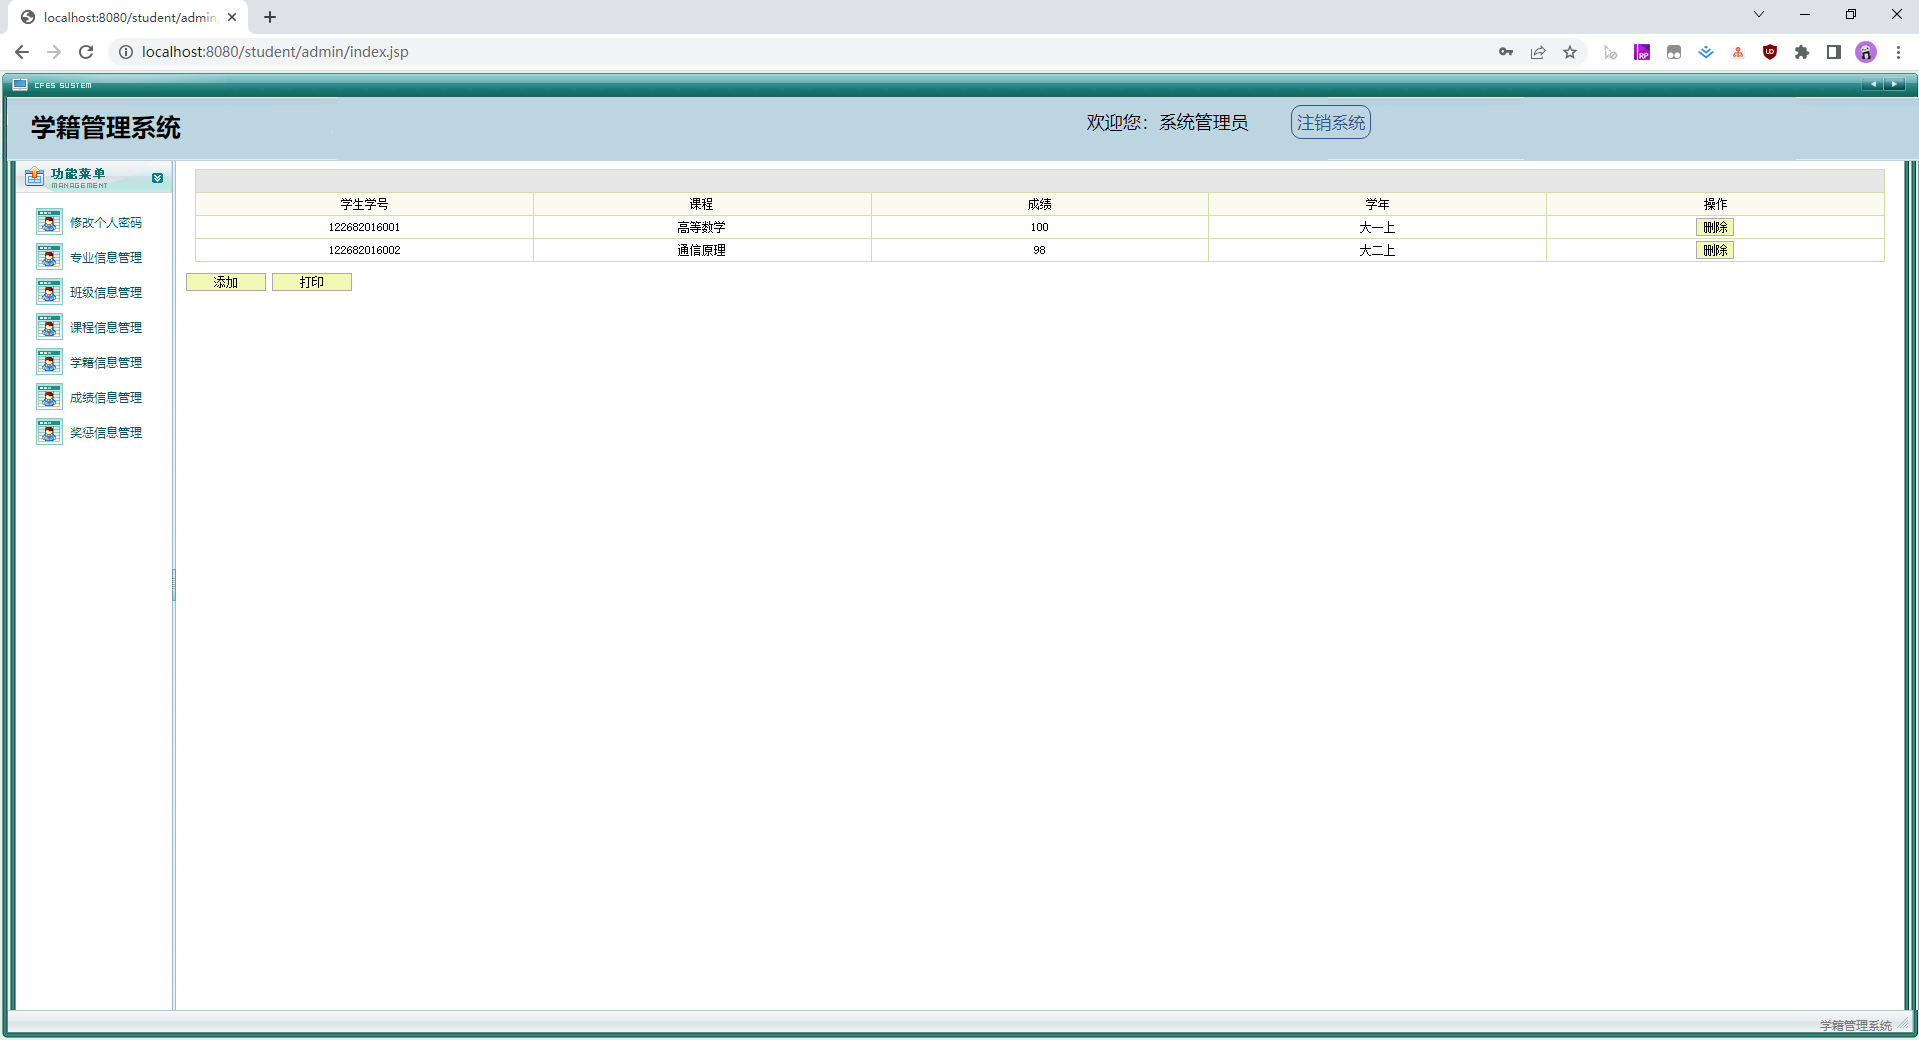 localhost:8080/student/admin
localhost:8080/student/admin/index.jsp
CFES SUSTEM
学籍管理系统
欢迎您：系统管理员
注销系统
功能菜单
MANAGEMENT
修改个人密码
专业信息管理
班级信息管理
课程信息管理
学籍信息管理
成绩信息管理
奖惩信息管理
学生学号 课程 成绩 学年 操作
122682016001 高等数学 100 大一上 删除
122682016002 通信原理 98 大二上 删除
添加 打印
学籍管理系统